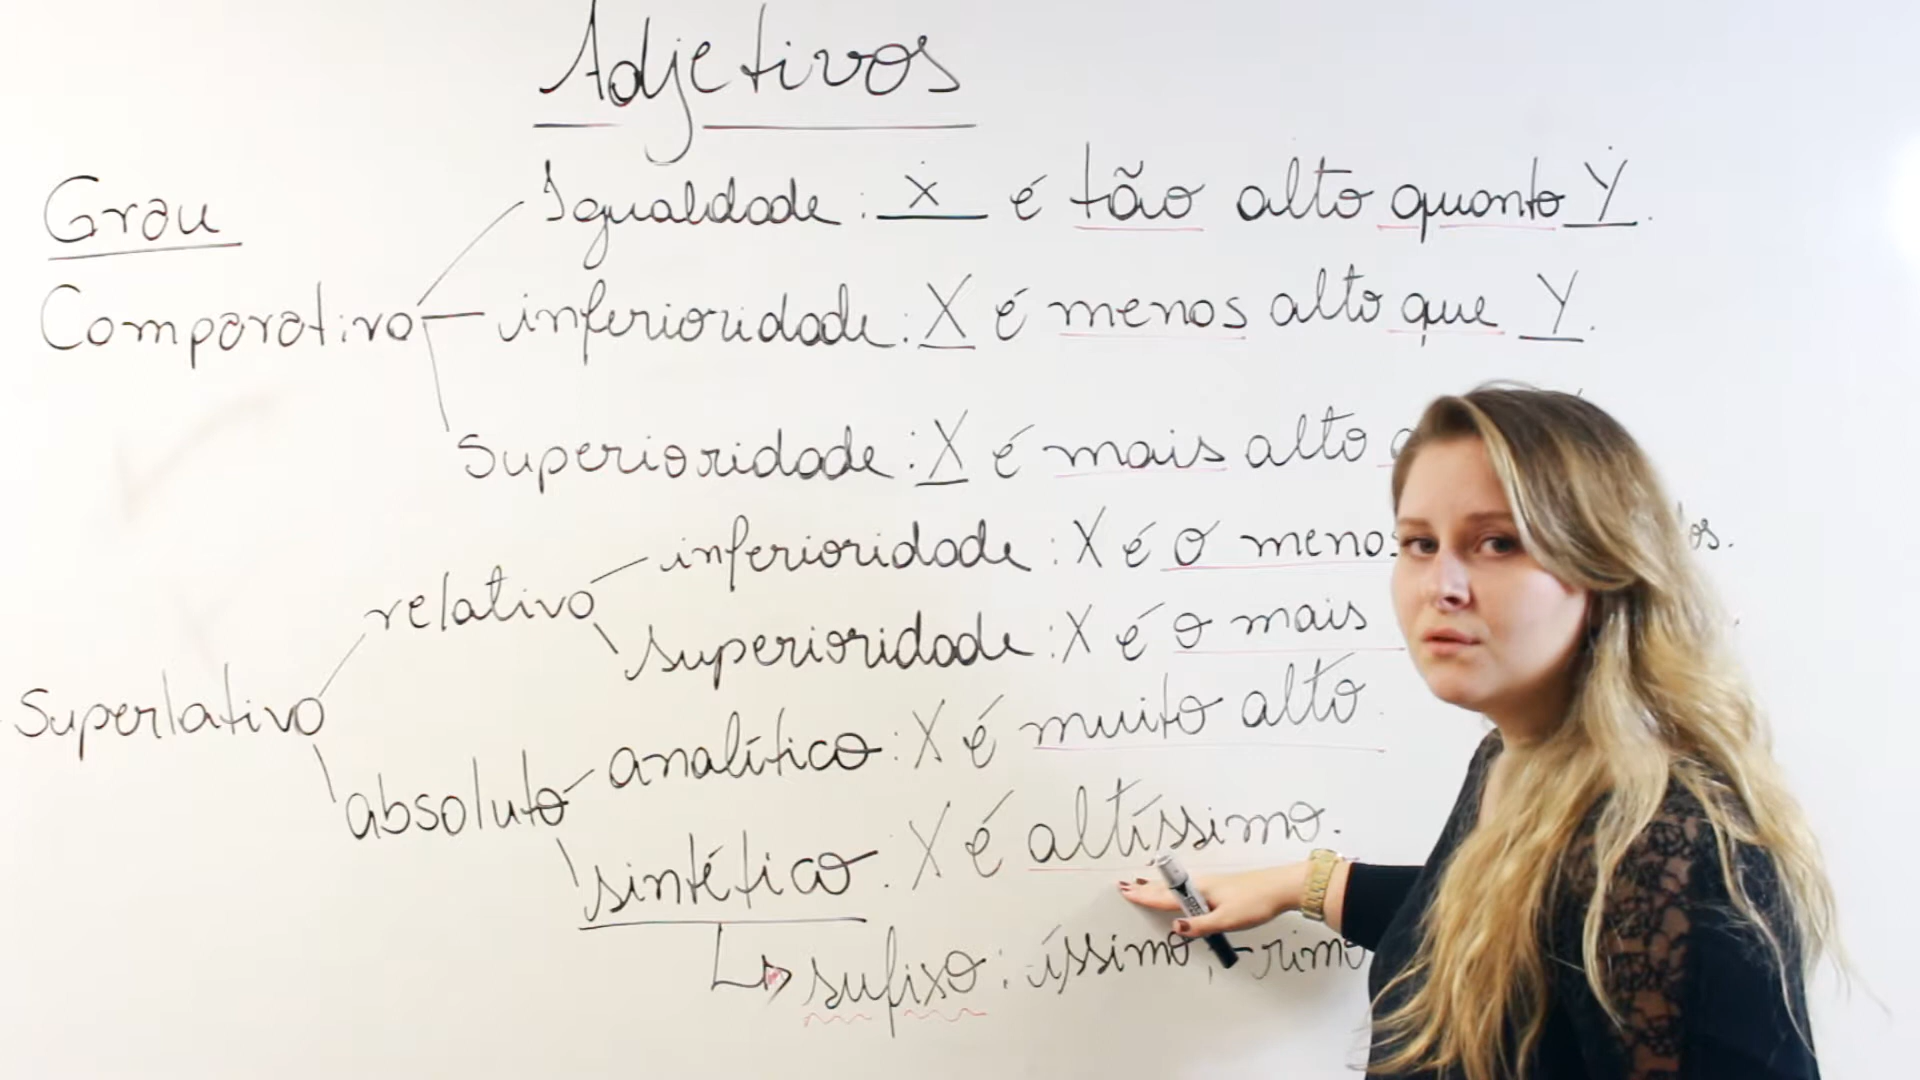 Adjetivos
Grau
Comparativo
Igualdade: X é tão alto quanto Y.
inferioridade: X é menos alto que Y.
Superioridade: X é mais alto
Superlativo
relativo
inferioridade: X é o menos
superioridade: X é o mais
absoluto
analítico: X é muito alto.
sintético: X é altíssimo.
sufixo: -íssimo, -rimo